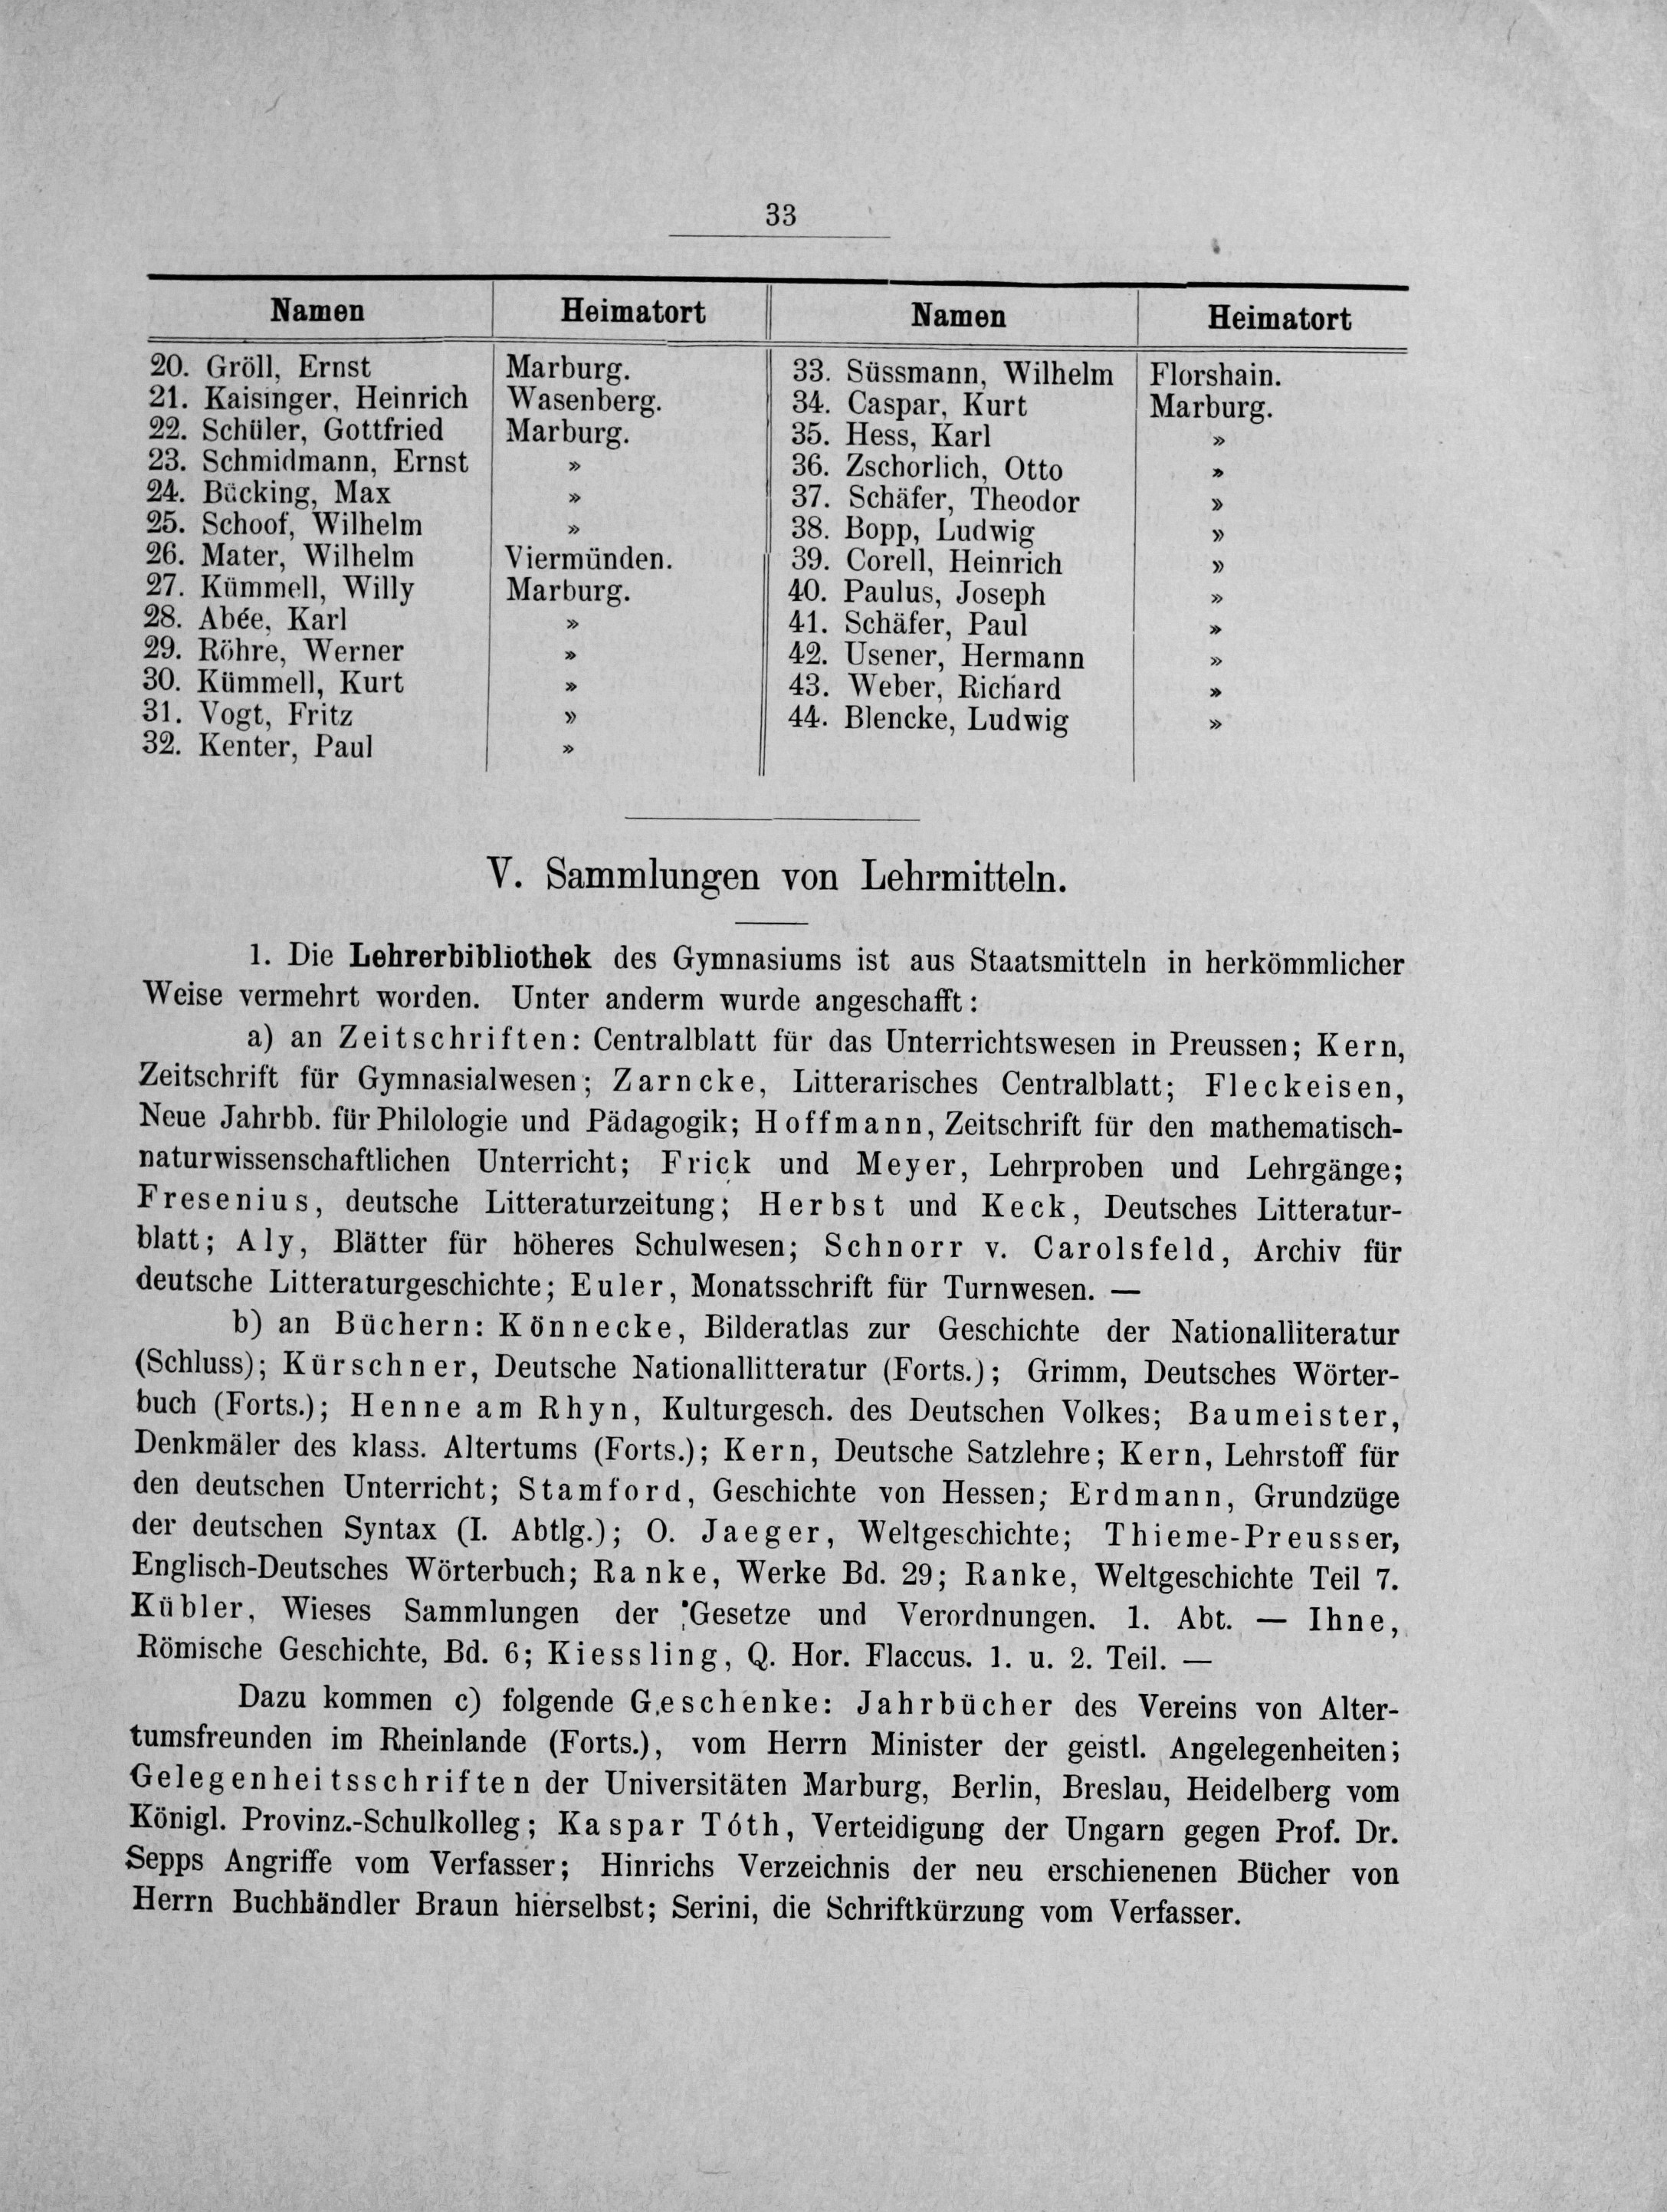 33
Namen Heimatort Namen Heimatort
20. Gröll, Ernst Marburg. 33. Süssmann, Wilhelm Florshain.
21. Kaisinger, Heinrich Wasenberg. 34. Caspar, Kurt Marburg.
22. Schüler, Gottfried Marburg. 35. Hess, Karl »
23. Schmidmann, Ernst » 36. Zschorlich, Otto »
24. Bücking, Max » 37. Schäfer, Theodor »
25. Schoof, Wilhelm » 38. Bopp, Ludwig »
26. Mater, Wilhelm Viermünden. 39. Corell, Heinrich »
27. Kümmell, Willy Marburg. 40. Paulus, Joseph »
28. Abée, Karl » 41. Schäfer, Paul »
29. Röhre, Werner » 42. Usener, Hermann »
30. Kümmell, Kurt » 43. Weber, Richard »
31. Vogt, Fritz » 44. Blencke, Ludwig »
32. Kenter, Paul »
V. Sammlungen von Lehrmitteln.
1. Die Lehrerbibliothek des Gymnasiums ist aus Staatsmitteln in herkömmlicher
Weise vermehrt worden. Unter anderm wurde angeschafft:
a) an Zeitschriften: Centralblatt für das Unterrichtswesen in Preussen; Kern,
Zeitschrift für Gymnasialwesen; Zarncke, Litterarisches Centralblatt; Fleckeisen,
Neue Jahrbb. für Philologie und Pädagogik; Hoffmann, Zeitschrift für den mathematisch-
naturwissenschaftlichen Unterricht; Frick und Meyer, Lehrproben und Lehrgänge;
Fresenius, deutsche Litteraturzeitung; Herbst und Keck, Deutsches Litteratur-
blatt; Aly, Blätter für höheres Schulwesen; Schnorr v. Carolsfeld, Archiv für
deutsche Litteraturgeschichte; Euler, Monatsschrift für Turnwesen. —
b) an Büchern: Könnecke, Bilderatlas zur Geschichte der Nationalliteratur
(Schluss); Kürschner, Deutsche Nationallitteratur (Forts.); Grimm, Deutsches Wörter-
buch (Forts.); Henne am Rhyn, Kulturgesch. des Deutschen Volkes; Baumeister,
Denkmäler des klass. Altertums (Forts.); Kern, Deutsche Satzlehre; Kern, Lehrstoff für
den deutschen Unterricht; Stamford, Geschichte von Hessen; Erdmann, Grundzüge
der deutschen Syntax (I. Abtlg.); O. Jaeger, Weltgeschichte; Thieme-Preusser,
Englisch-Deutsches Wörterbuch; Ranke, Werke Bd. 29; Ranke, Weltgeschichte Teil 7.
Kübler, Wieses Sammlungen der Gesetze und Verordnungen. 1. Abt. — Ihne,
Römische Geschichte, Bd. 6; Kiessling, Q. Hor. Flaccus. 1. u. 2. Teil. —
Dazu kommen c) folgende Geschenke: Jahrbücher des Vereins von Alter-
tumsfreunden im Rheinlande (Forts.), vom Herrn Minister der geistl. Angelegenheiten;
Gelegenheitsschriften der Universitäten Marburg, Berlin, Breslau, Heidelberg vom
Königl. Provinz.-Schulkolleg; Kaspar Tóth, Verteidigung der Ungarn gegen Prof. Dr.
Sepps Angriffe vom Verfasser; Hinrichs Verzeichnis der neu erschienenen Bücher von
Herrn Buchhändler Braun hierselbst; Serini, die Schriftkürzung vom Verfasser.